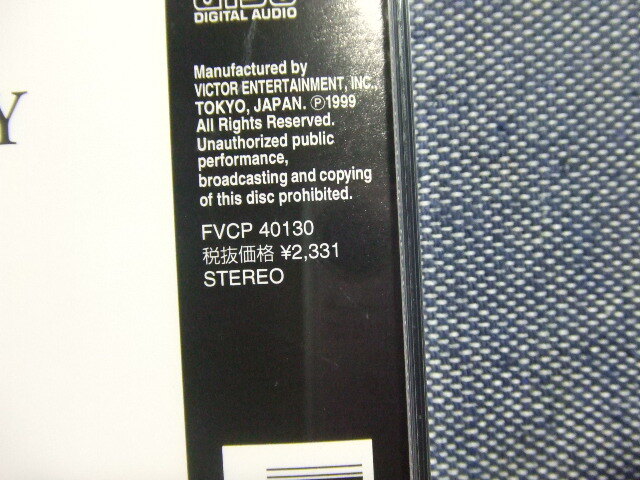 DIGITAL AUDIO
Manufactured by
VICTOR ENTERTAINMENT, INC.,
TOKYO, JAPAN. Ⓟ1999
All Rights Reserved.
Unauthorized public
performance,
broadcasting and copying
of this disc prohibited.
FVCP 40130
税抜価格 ¥2,331
STEREO
Y